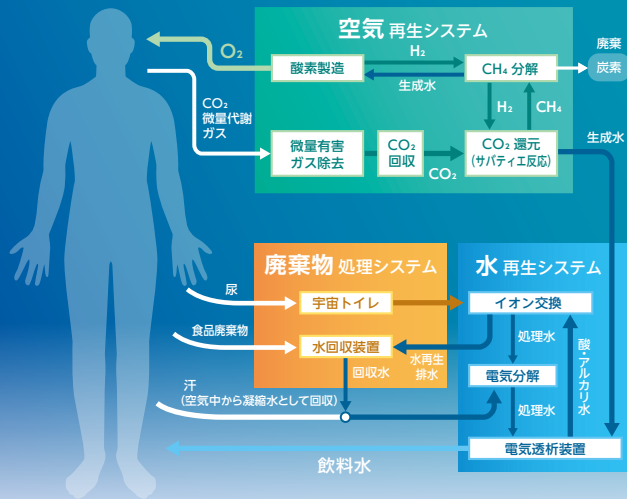 空気 再生システム
O₂
酸素製造
H₂
生成水
CH₄ 分解
廃棄
炭素
CO₂
微量代謝
ガス
H₂
CH₄
微量有害
ガス除去
CO₂
回収
CO₂
CO₂ 還元
(サバティエ反応)
生成水
廃棄物 処理システム
水 再生システム
尿
宇宙トイレ
イオン交換
食品廃棄物
水回収装置
水再生
排水
処理水
酸・アルカリ水
回収水
電気分解
汗
(空気中から凝縮水として回収)
処理水
電気透析装置
飲料水